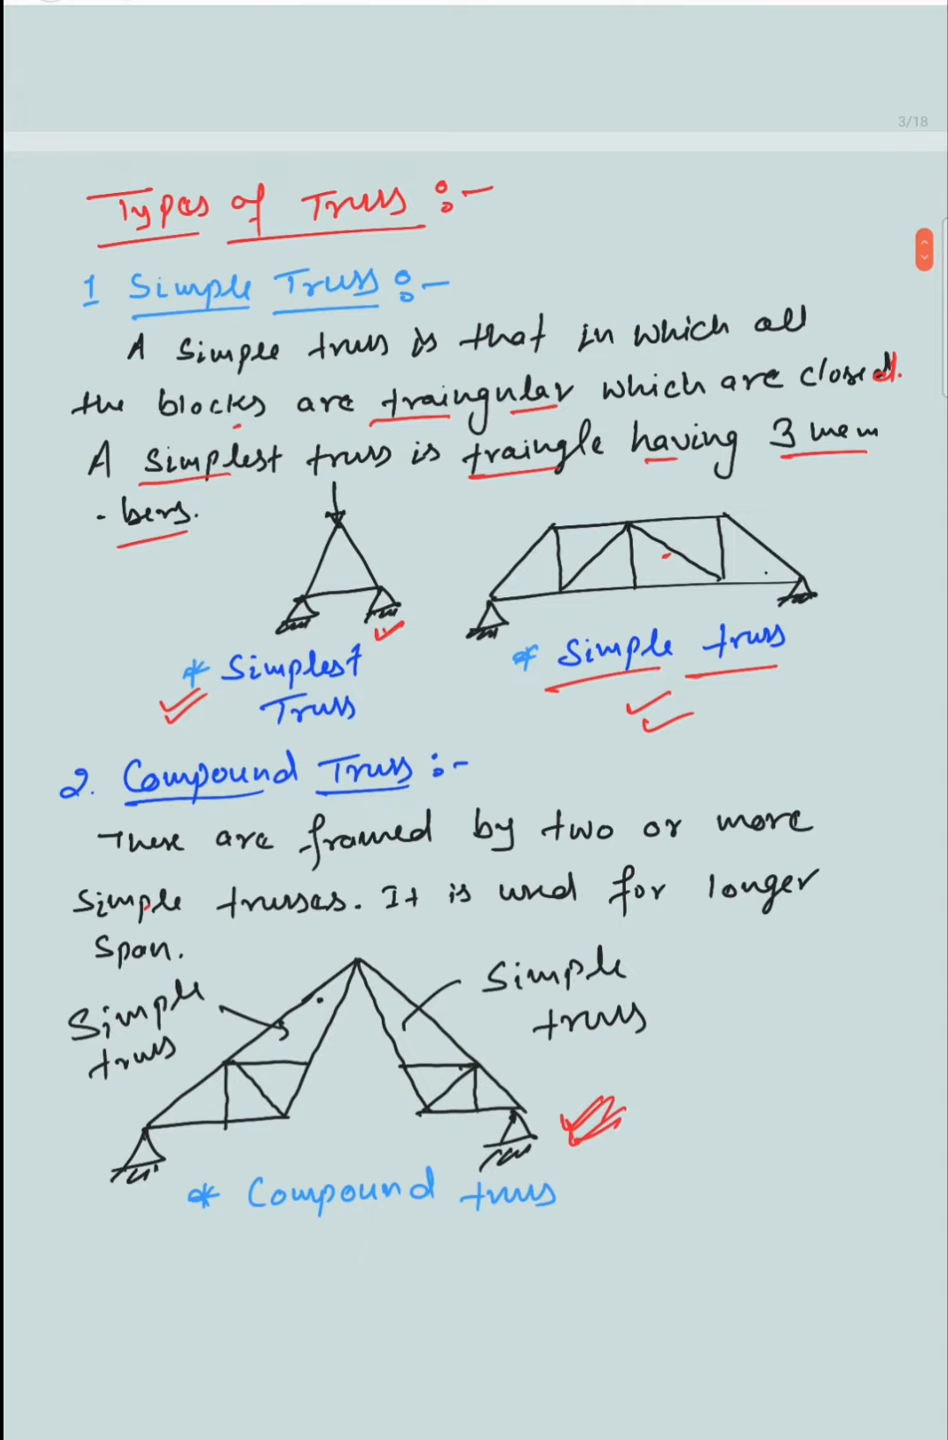 3/18
Types of Truss :-
1 Simple Truss :-
A simple truss is that in which all
the blocks are traingular which are closed.
A simplest truss is traingle having 3 mem
- bers.
* Simplest
Truss
* Simple truss
2. Compound Truss :-
These are framed by two or more
simple trusses. It is used for longer
span.
Simple
truss
Simple
truss
* Compound truss